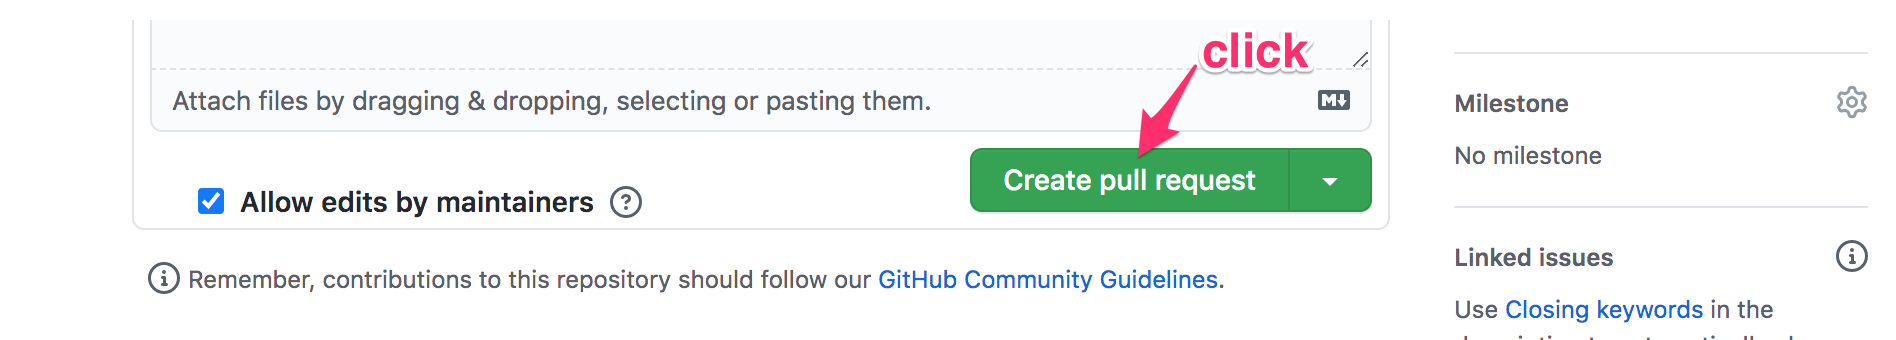 click
Attach files by dragging & dropping, selecting or pasting them.
Create pull request
Allow edits by maintainers
Remember, contributions to this repository should follow our GitHub Community Guidelines.
Milestone
No milestone
Linked issues
Use Closing keywords in the